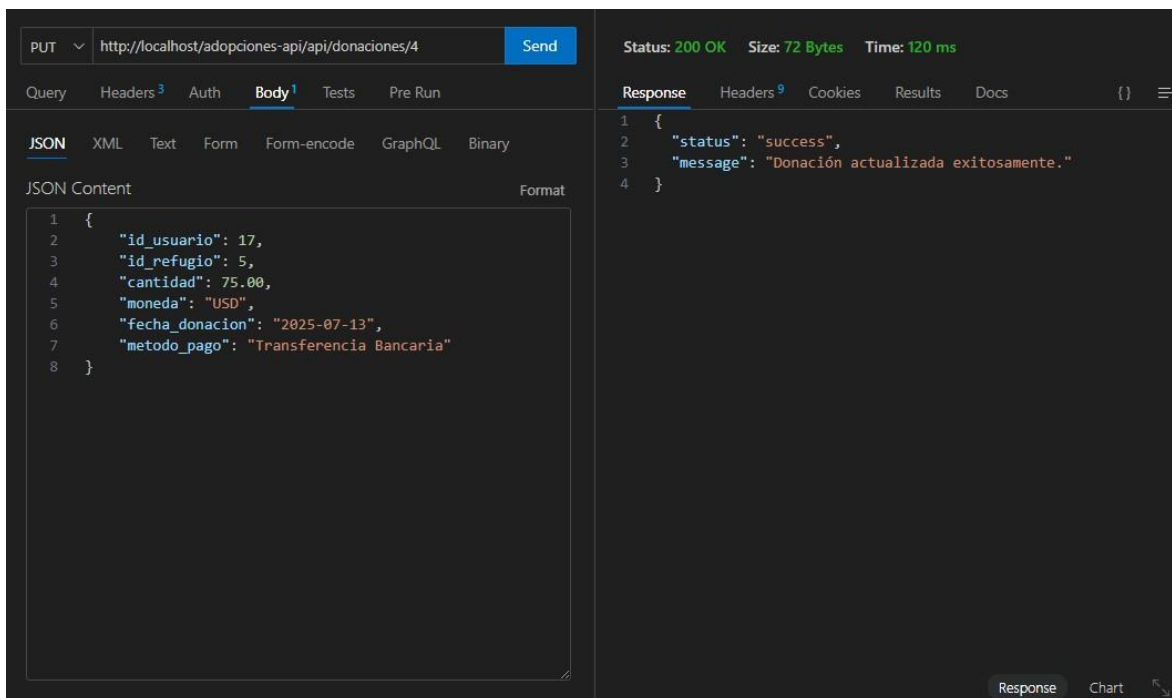 PUT http://localhost/adopciones-api/api/donaciones/4 Send
Query Headers 3 Auth Body 1 Tests Pre Run
JSON XML Text Form Form-encode GraphQL Binary
JSON Content Format
1 {
2 "id_usuario": 17,
3 "id_refugio": 5,
4 "cantidad": 75.00,
5 "moneda": "USD",
6 "fecha_donacion": "2025-07-13",
7 "metodo_pago": "Transferencia Bancaria"
8 }
Status: 200 OK Size: 72 Bytes Time: 120 ms
Response Headers 9 Cookies Results Docs { }
1 {
2 "status": "success",
3 "message": "Donación actualizada exitosamente."
4 }
Response Chart